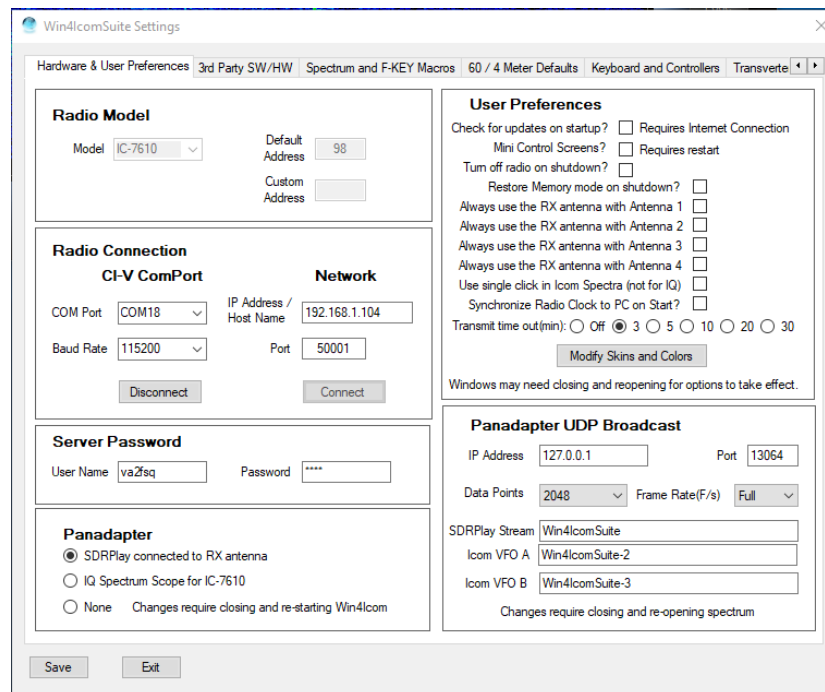 Win4IcomSuite Settings
Hardware & User Preferences
3rd Party SW/HW
Spectrum and F-KEY Macros
60 / 4 Meter Defaults
Keyboard and Controllers
Transverte
Radio Model
Model IC-7610
Default Address 98
Custom Address
Radio Connection
CI-V ComPort
COM Port COM18
Baud Rate 115200
Disconnect
Network
IP Address / Host Name 192.168.1.104
Port 50001
Connect
Server Password
User Name va2fsq Password ****
Panadapter
SDRPlay connected to RX antenna
IQ Spectrum Scope for IC-7610
None Changes require closing and re-starting Win4Icom
User Preferences
Check for updates on startup? Requires Internet Connection
Mini Control Screens? Requires restart
Turn off radio on shutdown?
Restore Memory mode on shutdown?
Always use the RX antenna with Antenna 1
Always use the RX antenna with Antenna 2
Always use the RX antenna with Antenna 3
Always use the RX antenna with Antenna 4
Use single click in Icom Spectra (not for IQ)
Synchronize Radio Clock to PC on Start?
Transmit time out(min): Off 3 5 10 20 30
Modify Skins and Colors
Windows may need closing and reopening for options to take effect.
Panadapter UDP Broadcast
IP Address 127.0.0.1 Port 13064
Data Points 2048 Frame Rate(F/s) Full
SDRPlay Stream Win4IcomSuite
Icom VFO A Win4IcomSuite-2
Icom VFO B Win4IcomSuite-3
Changes require closing and re-opening spectrum
Save
Exit